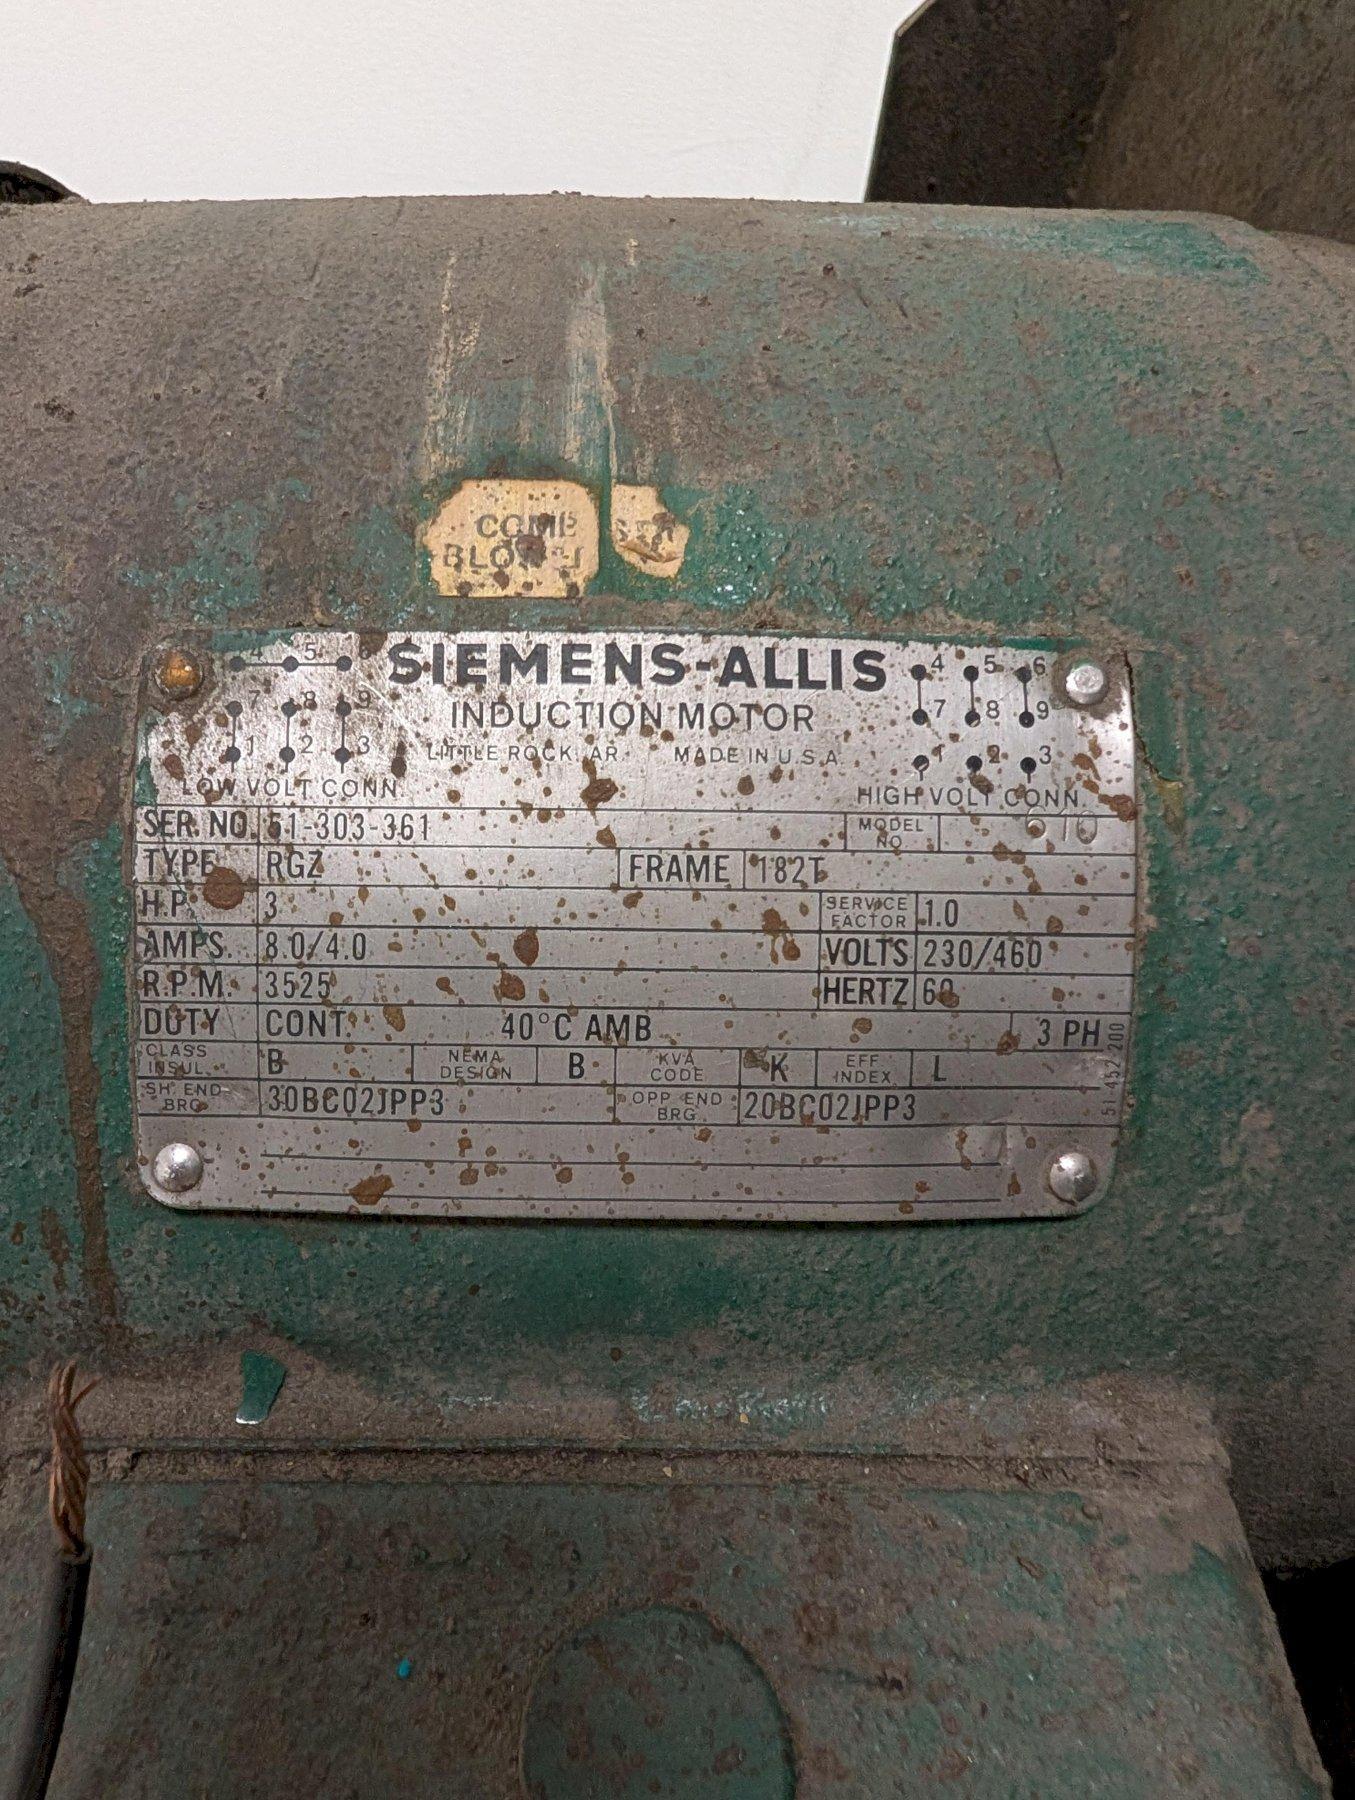 COMB
4 5
SIEMENS-ALLIS
4 5 6
7 8 9
INDUCTION MOTOR
7 8 9
1 2 3
LITTLE ROCK, AR. MADE IN U.S.A.
1 2 3
LOW VOLT CONN.
HIGH VOLT CONN.
SER. NO. 51-303-361 MODEL NO.
TYPE RGZ FRAME 182T
H.P. 3 SERVICE FACTOR 1.0
AMPS. 8.0/4.0 VOLTS 230/460
R.P.M. 3525 HERTZ 60
DUTY CONT. 40°C AMB 3 PH
CLASS INSUL. B NEMA DESIGN B KVA CODE K EFF INDEX L
SH. END BRG. 30BC02JPP3 OPP. END BRG. 20BC02JPP3
51-452-200